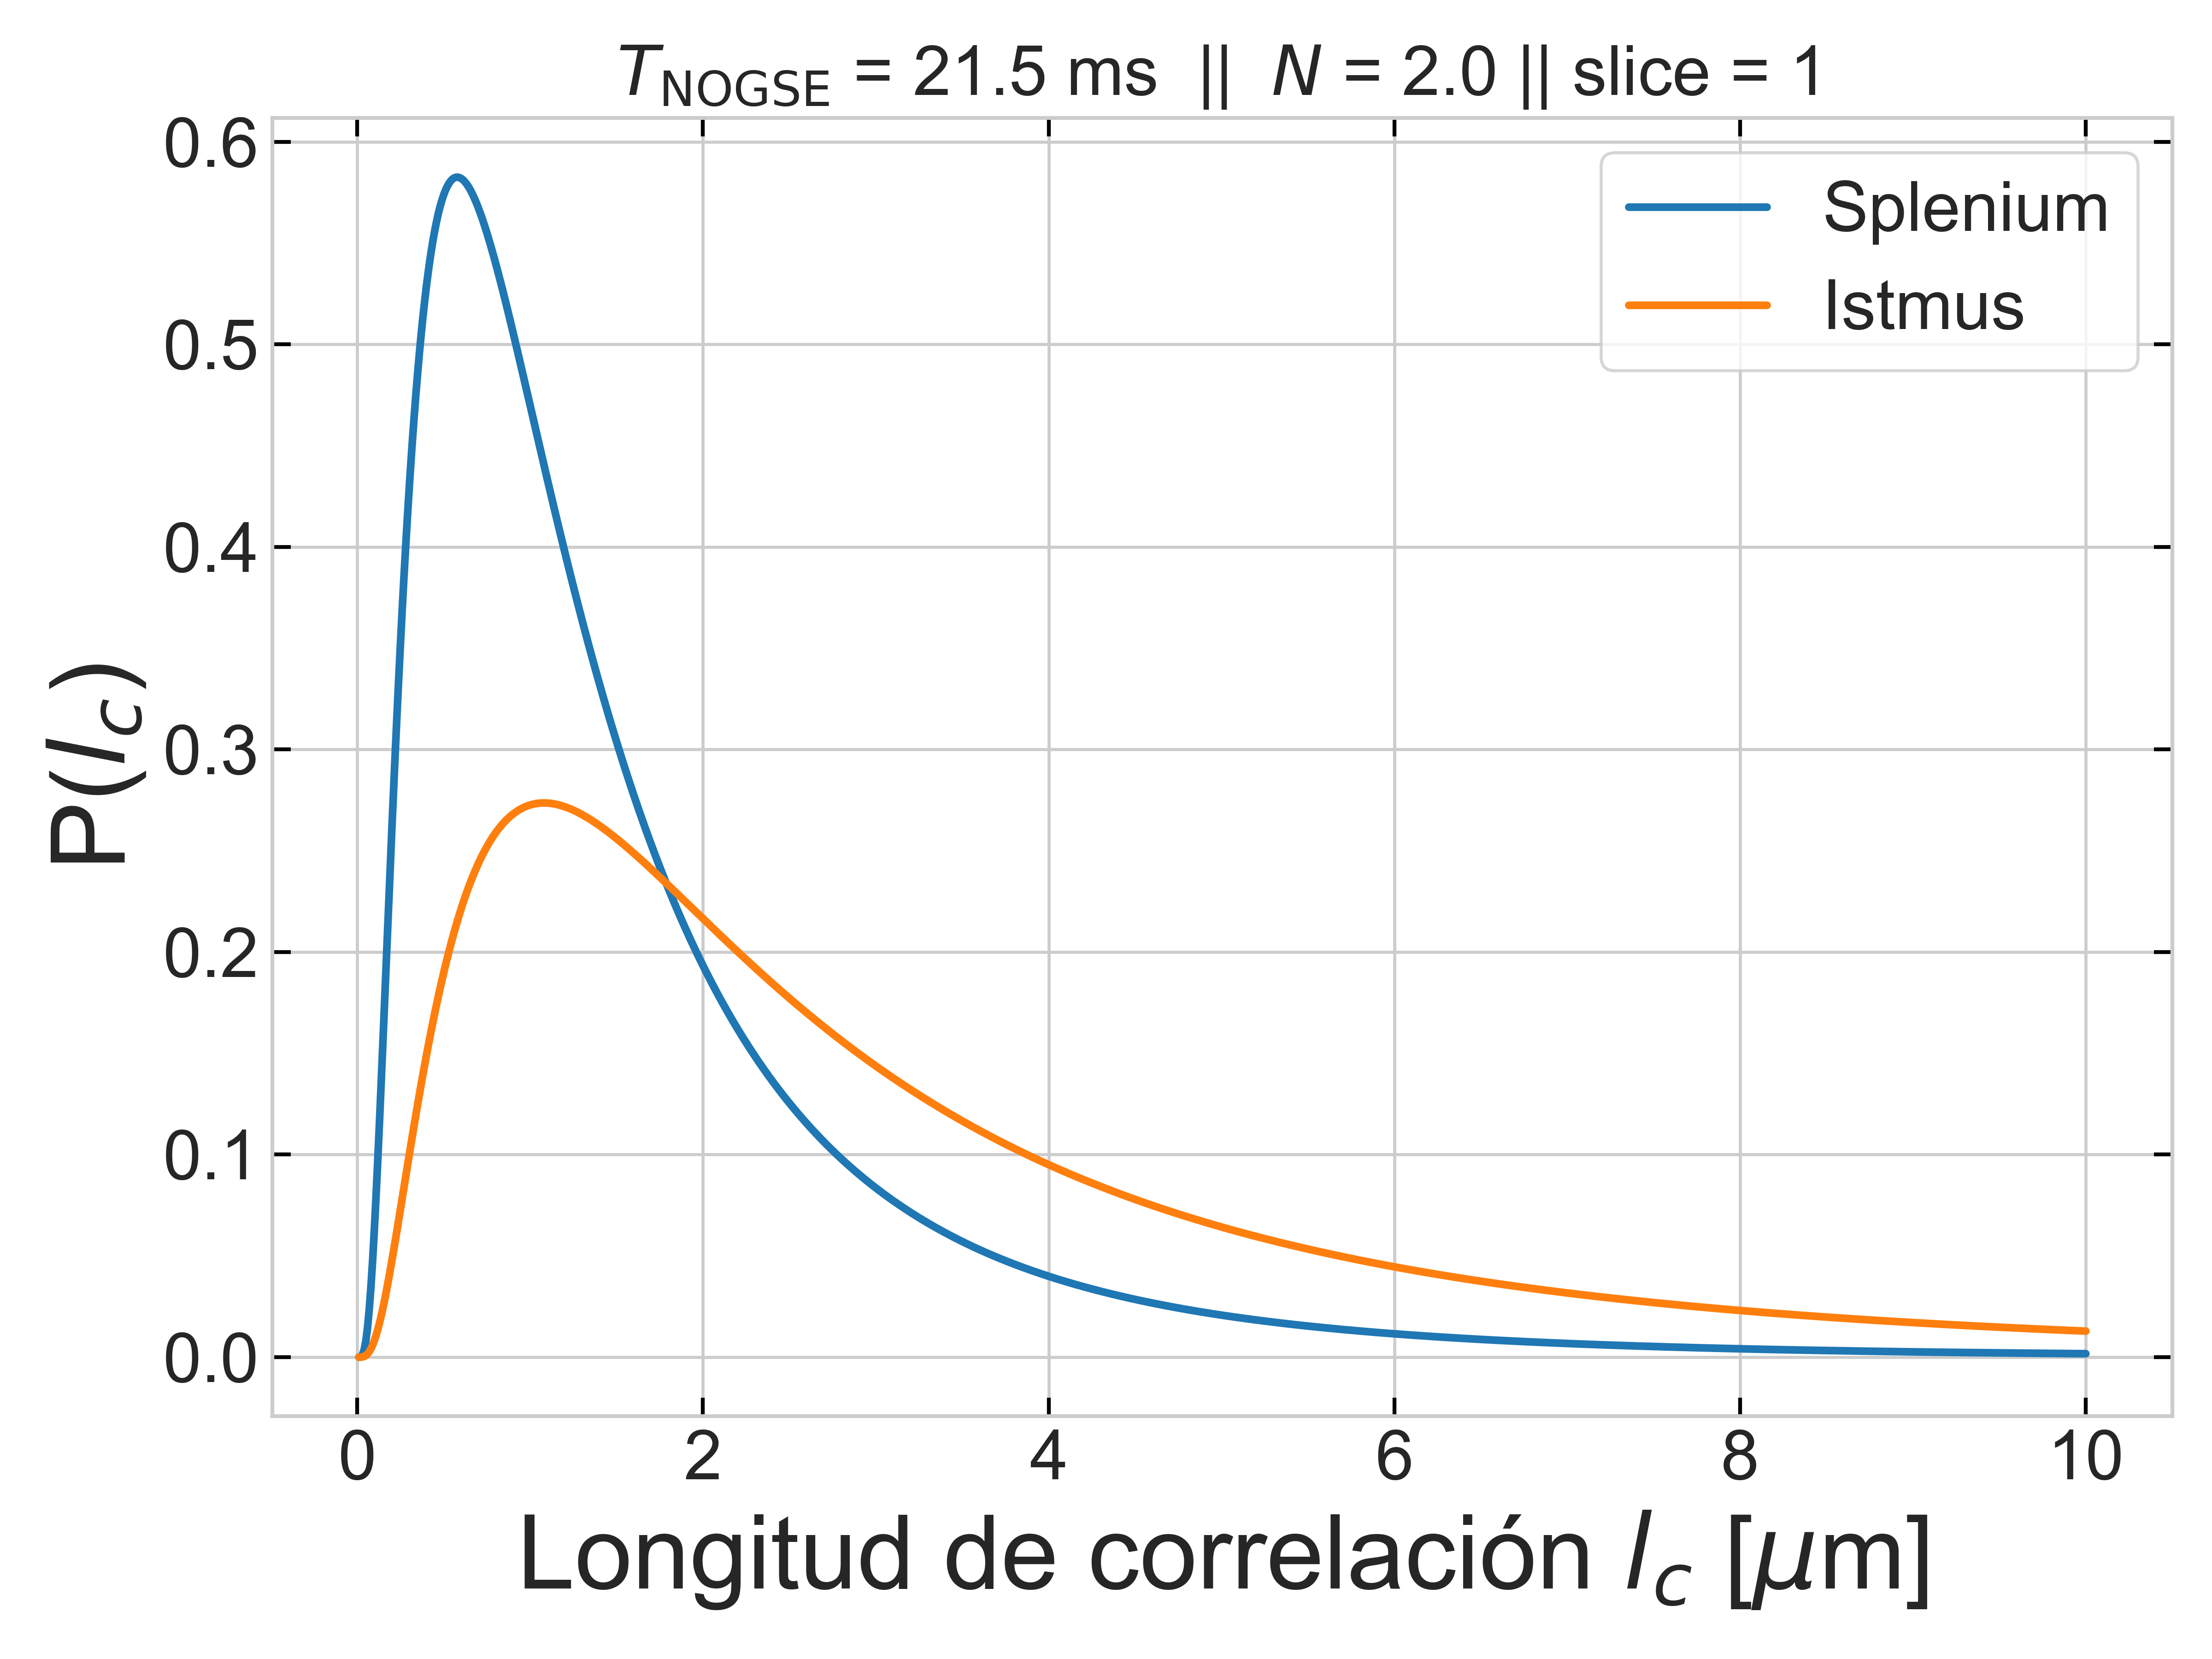 T_NOGSE = 21.5 ms || N = 2.0 || slice = 1
Splenium
Istmus
P(l_c)
0.6
0.5
0.4
0.3
0.2
0.1
0.0
0 2 4 6 8 10
Longitud de correlación l_c [μm]